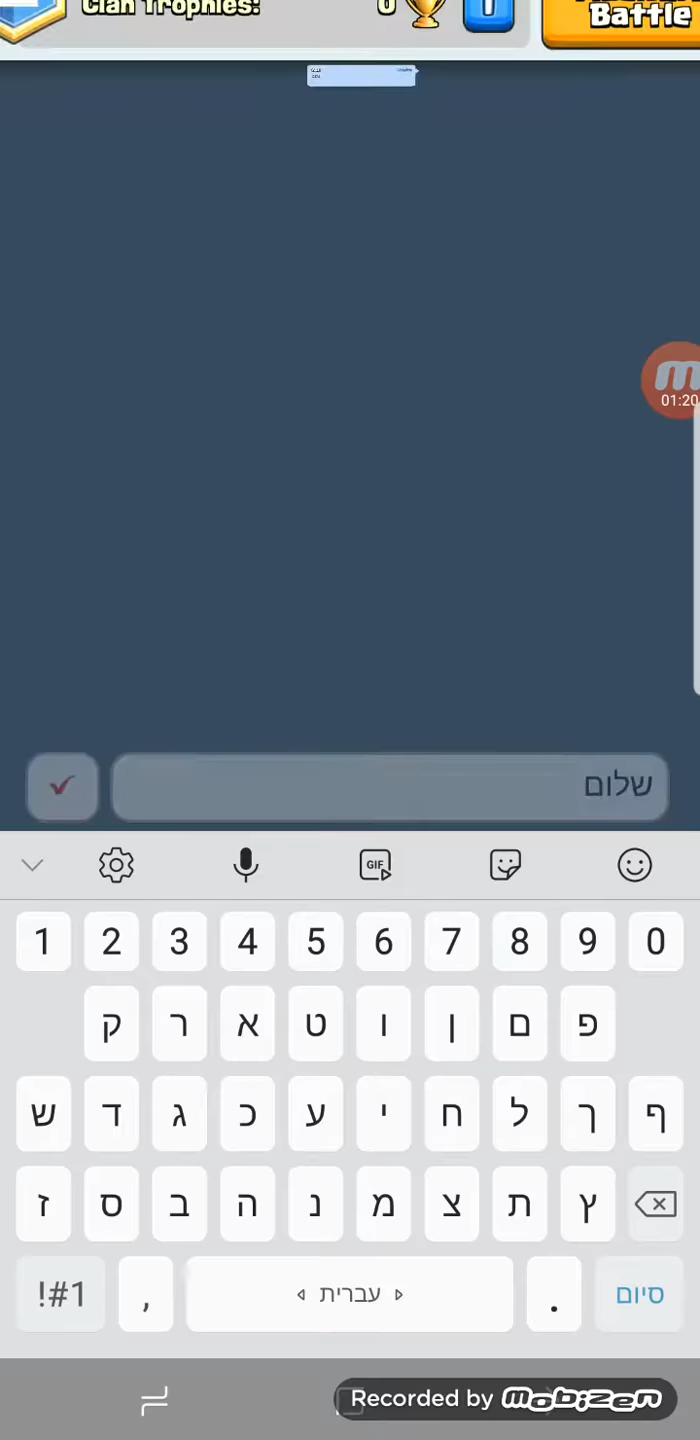 Clan Trophies: 0
Battle
01:20
שלום
GIF
1 2 3 4 5 6 7 8 9 0
ק ר א ט ו ן ם פ
ש ד ג כ ע י ח ל ך ף
ז ס ב ה נ מ צ ת ץ
!#1 , עברית . סיום
Recorded by mobizen